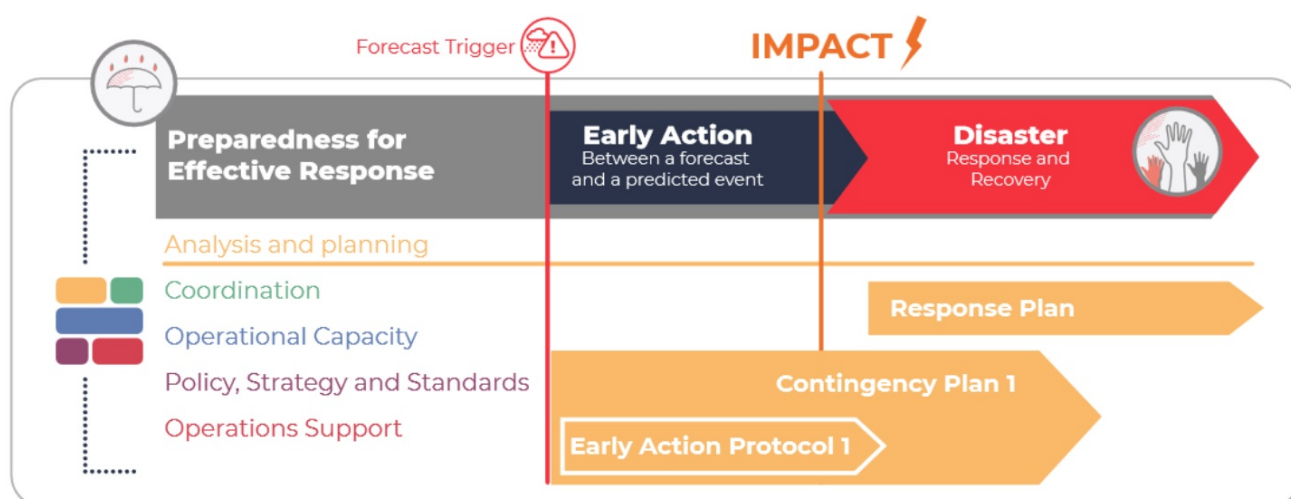 Forecast Trigger
IMPACT
Preparedness for
Effective Response
Early Action
Between a forecast
and a predicted event
Disaster
Response and
Recovery
Analysis and planning
Coordination
Operational Capacity
Policy, Strategy and Standards
Operations Support
Response Plan
Contingency Plan 1
Early Action Protocol 1